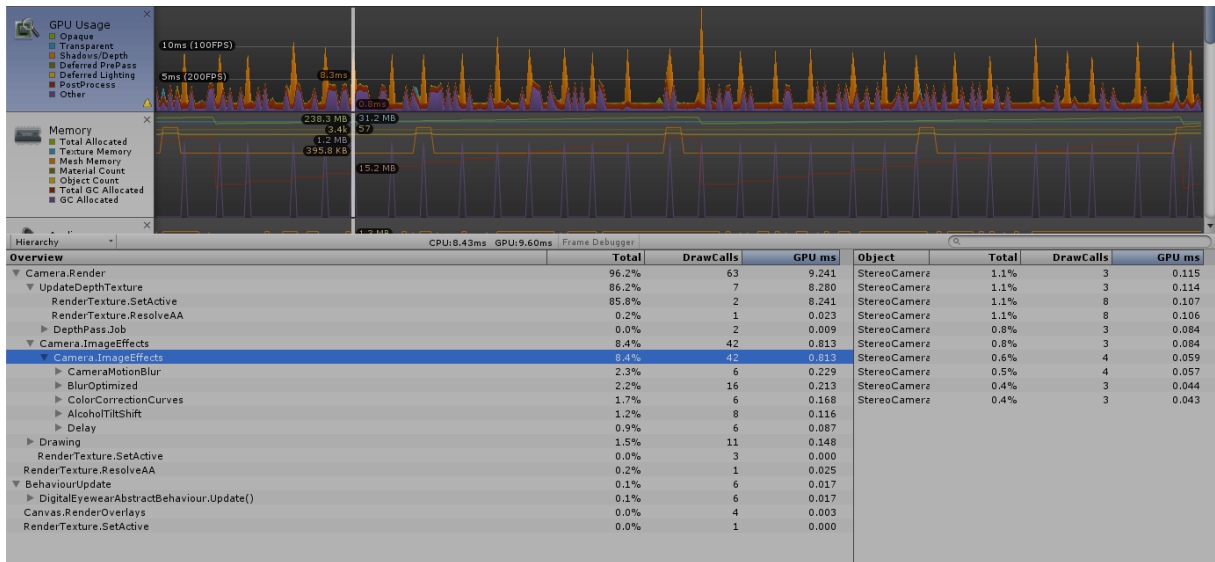 GPU Usage
Opaque
Transparent
Shadows/Depth
Deferred PrePass
Deferred Lighting
PostProcess
Other
10ms (100FPS)
5ms (200FPS)
8.3ms
0.8ms
Memory
Total Allocated
Texture Memory
Mesh Memory
Material Count
Object Count
Total GC Allocated
GC Allocated
238.3 MB 31.2 MB
3.4k 57
1.2 MB
395.8 KB
15.2 MB
Hierarchy CPU:8.43ms GPU:9.60ms Frame Debugger
Overview Total DrawCalls GPU ms Object Total DrawCalls GPU ms
Camera.Render 96.2% 63 9.241 StereoCamera 1.1% 3 0.115
UpdateDepthTexture 86.2% 7 8.280 StereoCamera 1.1% 3 0.114
RenderTexture.SetActive 85.8% 2 8.241 StereoCamera 1.1% 8 0.107
RenderTexture.ResolveAA 0.2% 1 0.023 StereoCamera 1.1% 8 0.106
DepthPass.Job 0.0% 2 0.009 StereoCamera 0.8% 3 0.084
Camera.ImageEffects 8.4% 42 0.813 StereoCamera 0.8% 3 0.084
Camera.ImageEffects 8.4% 42 0.813 StereoCamera 0.6% 4 0.059
CameraMotionBlur 2.3% 6 0.229 StereoCamera 0.5% 4 0.057
BlurOptimized 2.2% 16 0.213 StereoCamera 0.4% 3 0.044
ColorCorrectionCurves 1.7% 6 0.168 StereoCamera 0.4% 3 0.043
AlcoholTiltShift 1.2% 8 0.116
Delay 0.9% 6 0.087
Drawing 1.5% 11 0.148
RenderTexture.SetActive 0.0% 3 0.000
RenderTexture.ResolveAA 0.2% 1 0.025
BehaviourUpdate 0.1% 6 0.017
DigitalEyewearAbstractBehaviour.Update() 0.1% 6 0.017
Canvas.RenderOverlays 0.0% 4 0.003
RenderTexture.SetActive 0.0% 1 0.000